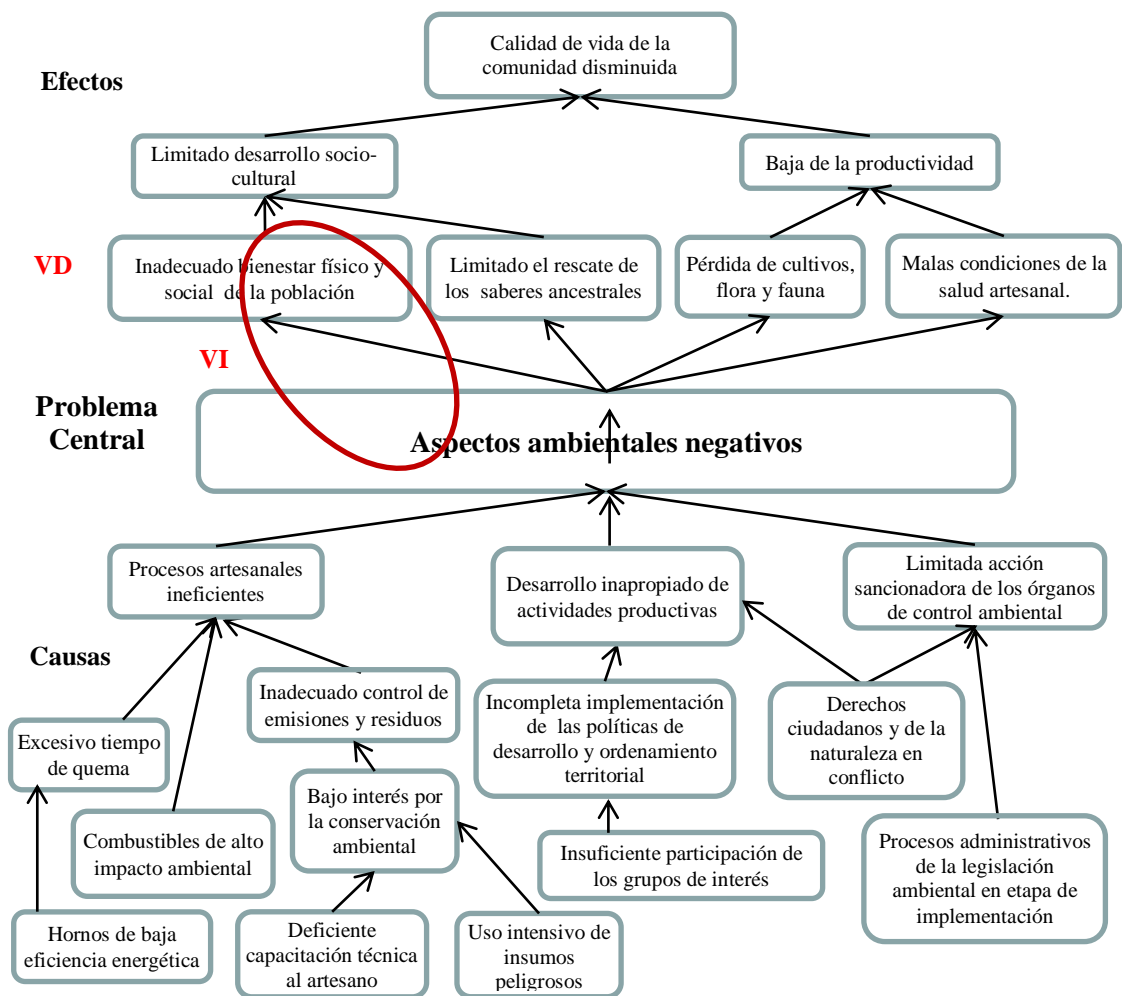 Calidad de vida de la
comunidad disminuida
Efectos
Limitado desarrollo socio-
cultural
Baja de la productividad
VD
Inadecuado bienestar físico y
social de la población
Limitado el rescate de
los saberes ancestrales
Pérdida de cultivos,
flora y fauna
Malas condiciones de la
salud artesanal.
VI
Problema
Central
Aspectos ambientales negativos
Procesos artesanales
ineficientes
Desarrollo inapropiado de
actividades productivas
Limitada acción
sancionadora de los órganos
de control ambiental
Causas
Inadecuado control de
emisiones y residuos
Incompleta implementación
de las políticas de
desarrollo y ordenamiento
territorial
Derechos
ciudadanos y de la
naturaleza en
conflicto
Excesivo tiempo
de quema
Bajo interés por
la conservación
ambiental
Combustibles de alto
impacto ambiental
Insuficiente participación de
los grupos de interés
Procesos administrativos
de la legislación
ambiental en etapa de
implementación
Hornos de baja
eficiencia energética
Deficiente
capacitación técnica
al artesano
Uso intensivo de
insumos
peligrosos